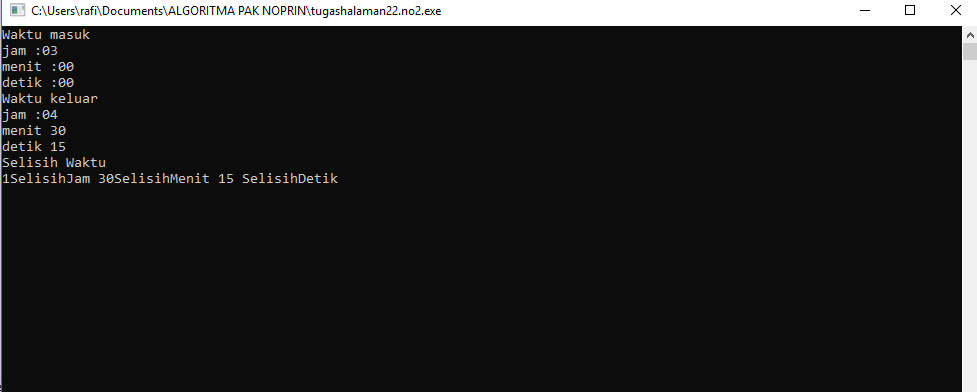 C:\Users\rafi\Documents\ALGORITMA PAK NOPRIN\tugashalaman22.no2.exe
Waktu masuk
jam :03
menit :00
detik :00
Waktu keluar
jam :04
menit 30
detik 15
Selisih Waktu
1SelisihJam 30SelisihMenit 15 SelisihDetik